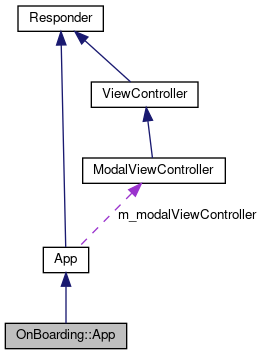 Responder
ViewController
ModalViewController
m_modalViewController
App
OnBoarding::App